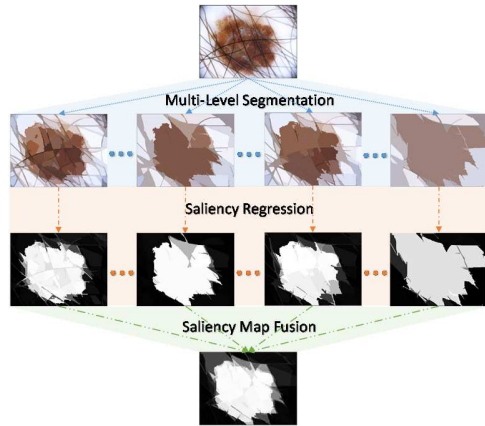 Multi-Level Segmentation
Saliency Regression
Saliency Map Fusion